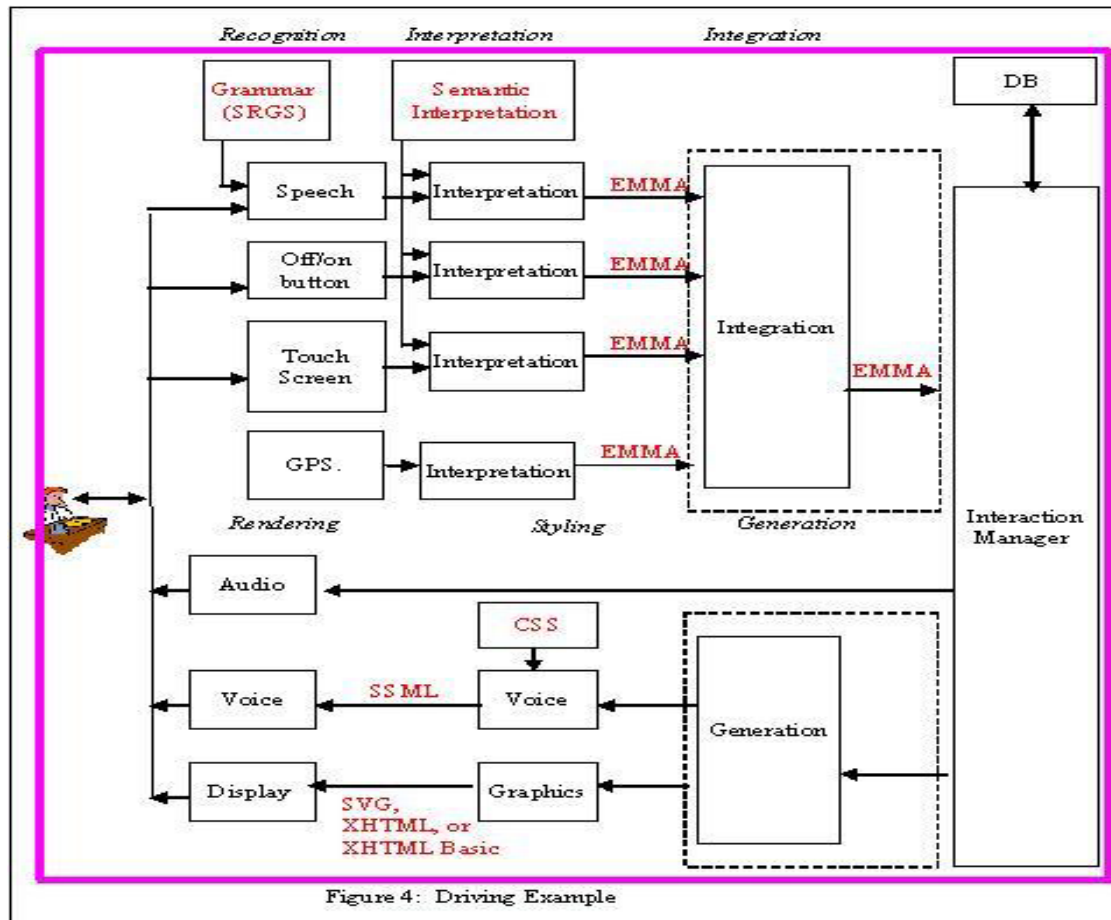 Recognition Interpretation Integration
Grammar
(SRGS)
Semantic
Interpretation
DB
Speech
Interpretation
EMMA
Off/on
button
Interpretation
EMMA
Integration
Touch
Screen
Interpretation
EMMA
EMMA
GPS.
Interpretation
EMMA
Rendering Styling Generation
Interaction
Manager
Audio
CSS
Voice
SSML
Voice
Generation
Display
SVG,
XHTML, or
XHTML Basic
Graphics
Figure 4: Driving Example